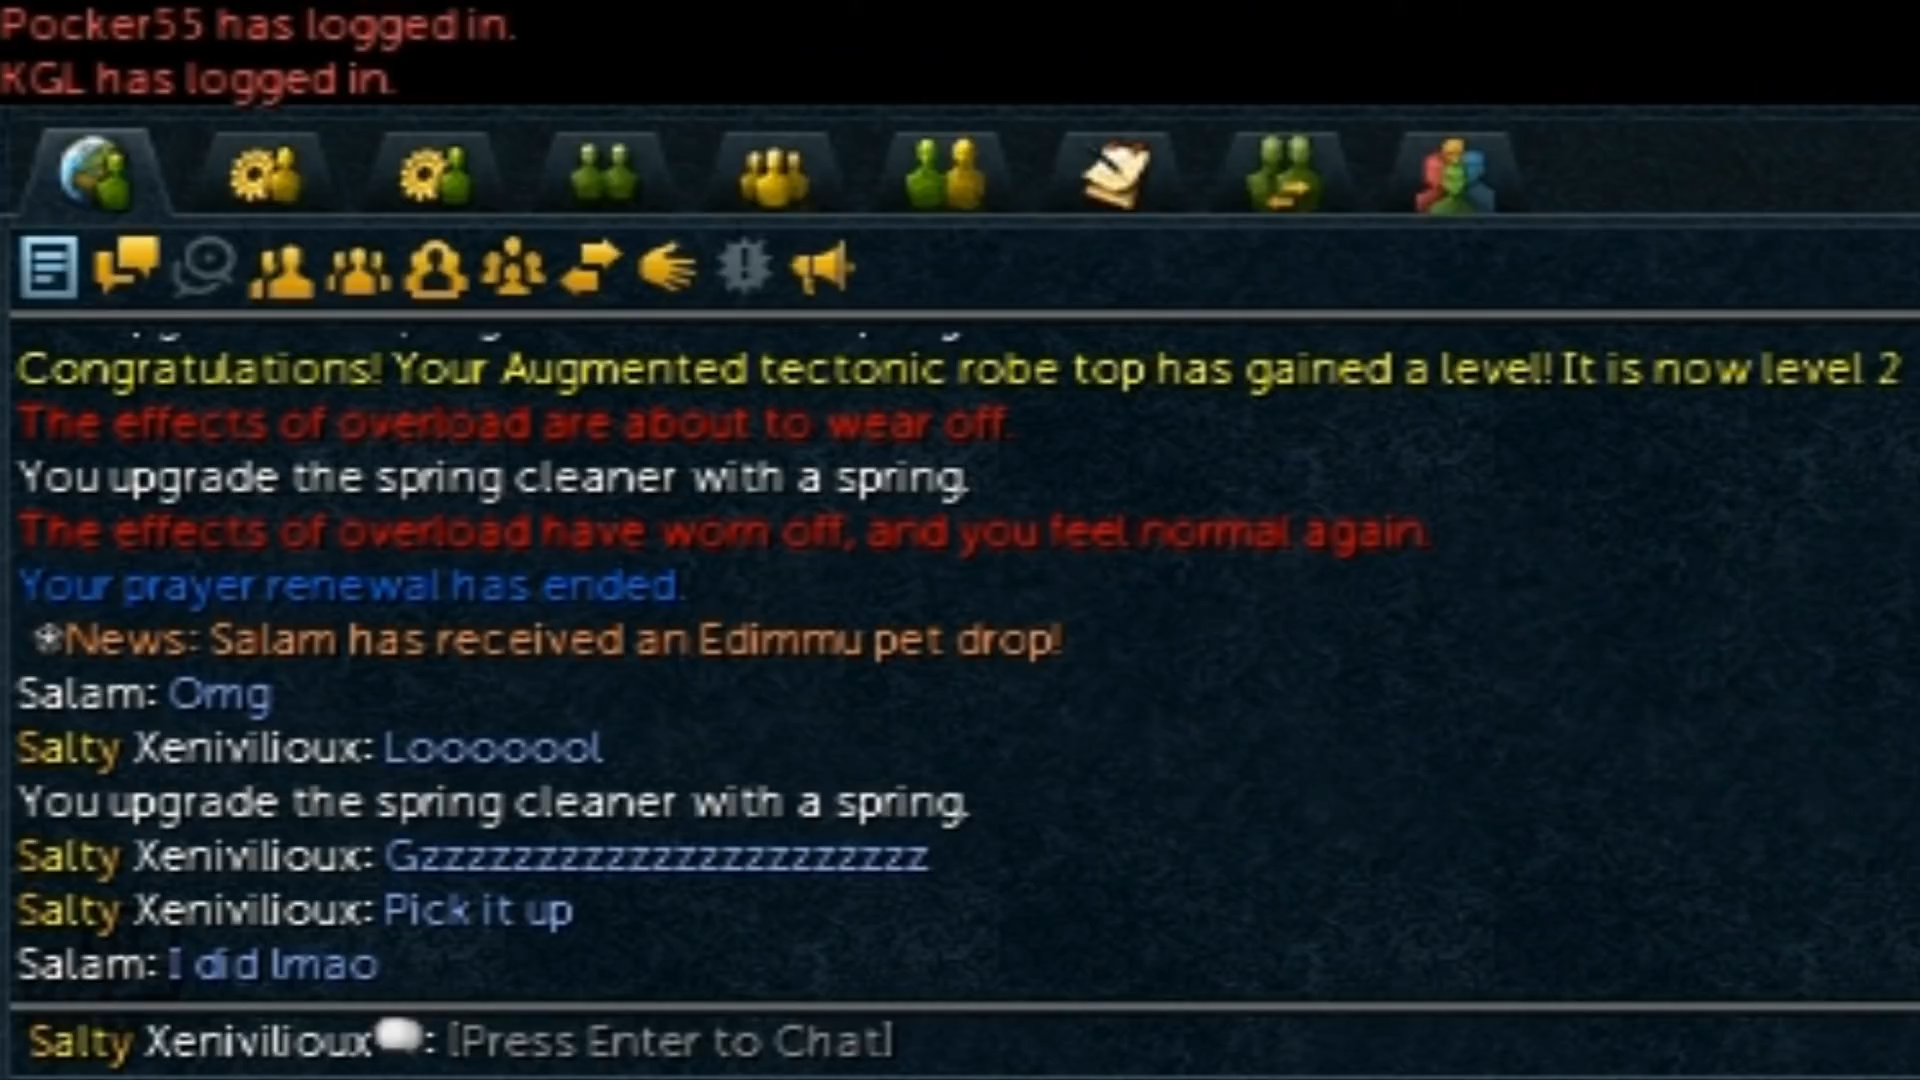 Pocker55 has logged in.
KGL has logged in.
Congratulations! Your Augmented tectonic robe top has gained a level! It is now level 2
The effects of overload are about to wear off.
You upgrade the spring cleaner with a spring.
The effects of overload have worn off, and you feel normal again.
Your prayer renewal has ended.
News: Salam has received an Edimmu pet drop!
Salam: Omg
Salty Xenivilioux: Looooool
You upgrade the spring cleaner with a spring.
Salty Xenivilioux: Gzzzzzzzzzzzzzzzzzzzzzz
Salty Xenivilioux: Pick it up
Salam: I did lmao
Salty Xenivilioux: [Press Enter to Chat]